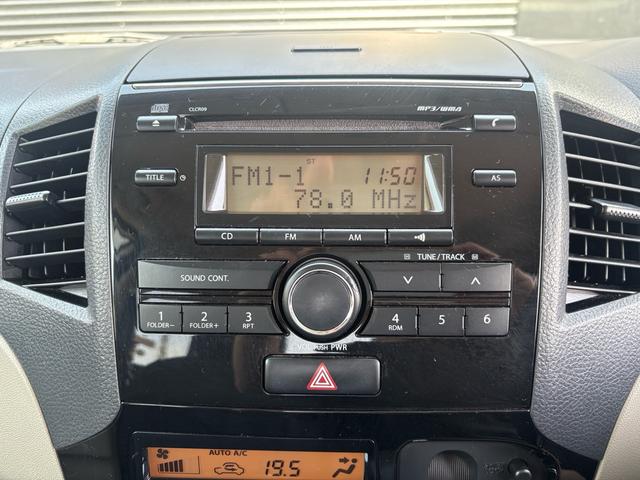 CLCR09
MP3/WMA
TITLE
ST
FM1-1 11:50
78.0 MHz
AS
CD FM AM
TUNE/TRACK
SOUND CONT.
1 2 3
FOLDER− FOLDER+ RPT
4 5 6
RDM
PUSH PWR
AUTO A/C
19.5